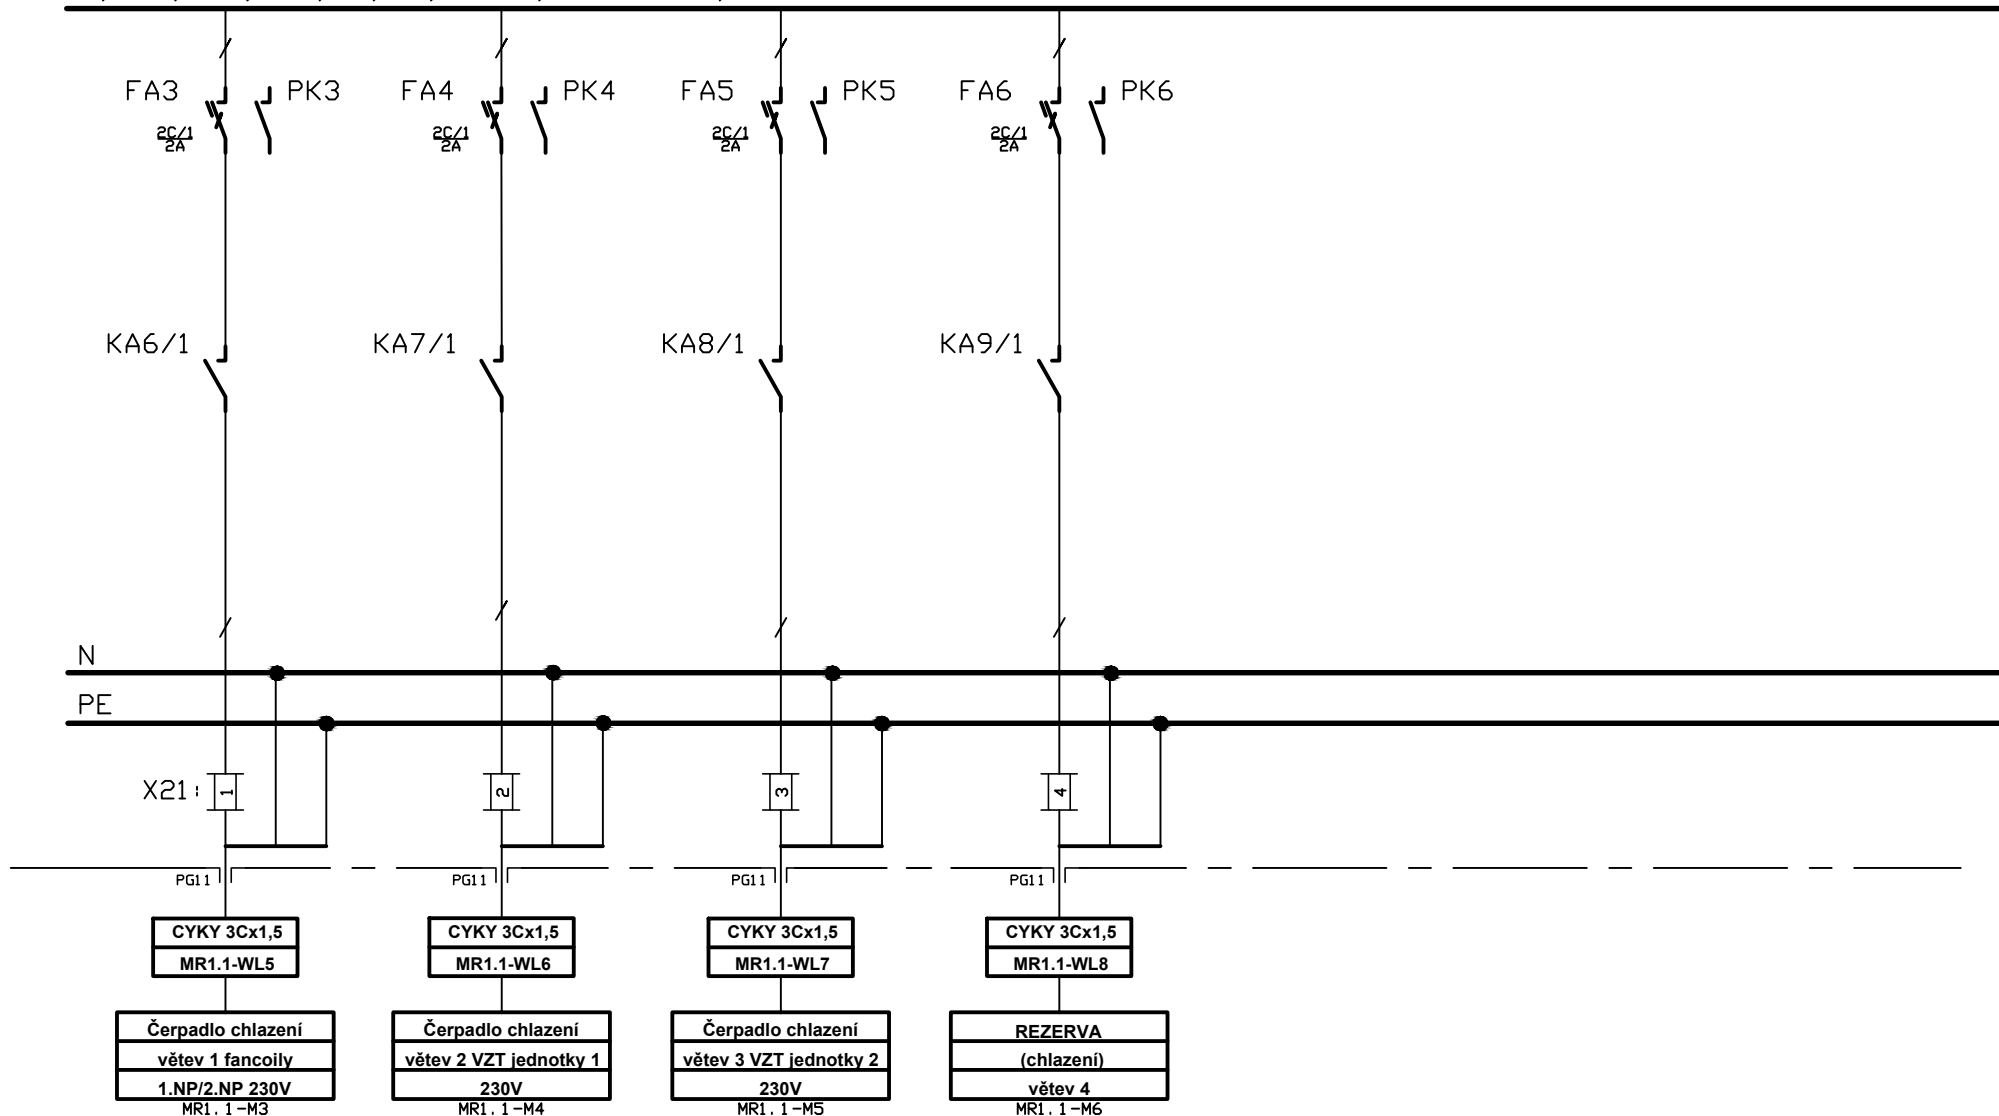 FA3 PK3 FA4 PK4 FA5 PK5 FA6 PK6
2C/1 2C/1 2C/1 2C/1
2A 2A 2A 2A
KA6/1 KA7/1 KA8/1 KA9/1
N
PE
X21: 1 2 3 4
PG11 PG11 PG11 PG11
CYKY 3Cx1,5 CYKY 3Cx1,5 CYKY 3Cx1,5 CYKY 3Cx1,5
MR1.1-WL5 MR1.1-WL6 MR1.1-WL7 MR1.1-WL8
Čerpadlo chlazení Čerpadlo chlazení Čerpadlo chlazení REZERVA
větev 1 fancoily větev 2 VZT jednotky 1 větev 3 VZT jednotky 2 (chlazení)
1.NP/2.NP 230V 230V 230V větev 4
MR1.1-M3 MR1.1-M4 MR1.1-M5 MR1.1-M6